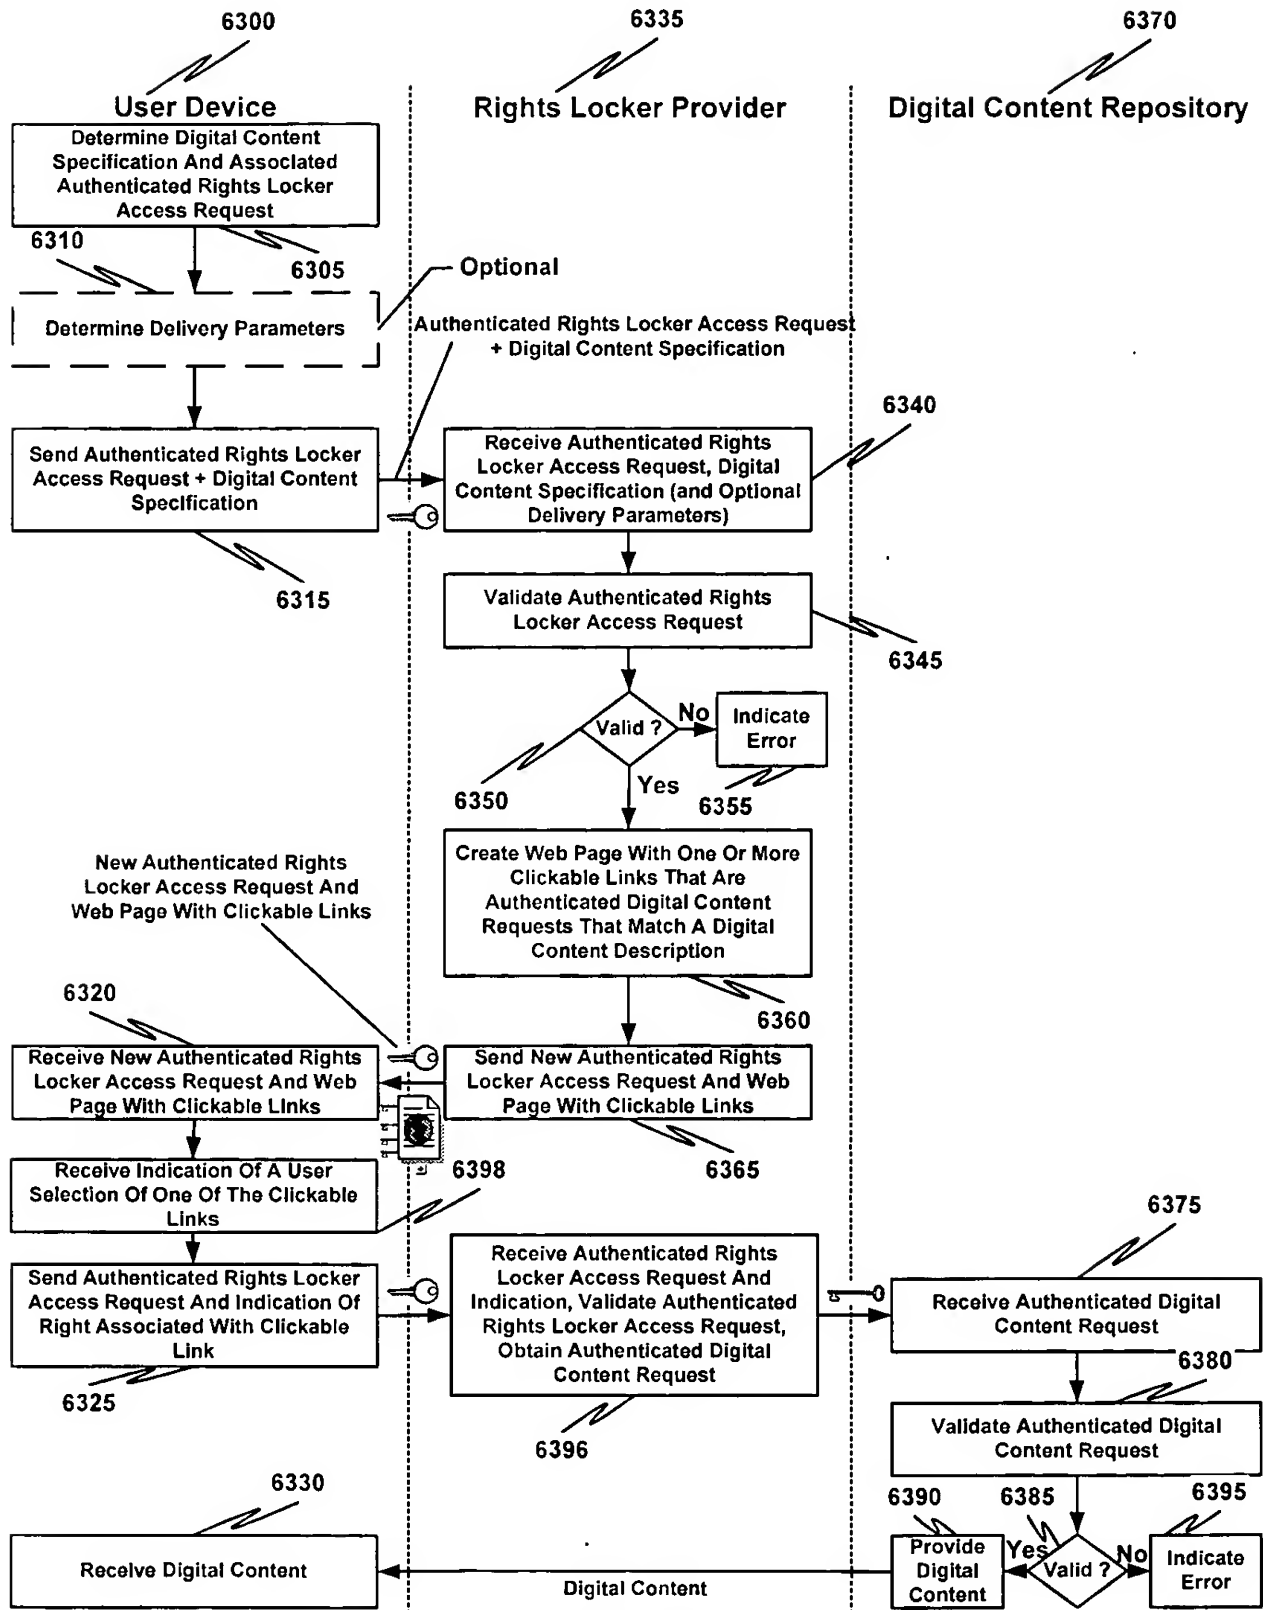 6300
6335
6370
User Device
Rights Locker Provider
Digital Content Repository
Determine Digital Content
Specification And Associated
Authenticated Rights Locker
Access Request
6310
6305
Optional
Determine Delivery Parameters
Authenticated Rights Locker Access Request
+ Digital Content Specification
6340
Send Authenticated Rights Locker
Access Request + Digital Content
Specification
Receive Authenticated Rights
Locker Access Request, Digital
Content Specification (and Optional
Delivery Parameters)
6315
Validate Authenticated Rights
Locker Access Request
6345
Valid ?
No
Indicate
Error
6350
Yes
6355
Create Web Page With One Or More
Clickable Links That Are
Authenticated Digital Content
Requests That Match A Digital
Content Description
New Authenticated Rights
Locker Access Request And
Web Page With Clickable Links
6320
6360
Receive New Authenticated Rights
Locker Access Request And Web
Page With Clickable Links
Send New Authenticated Rights
Locker Access Request And Web
Page With Clickable Links
Receive Indication Of A User
Selection Of One Of The Clickable
Links
6398
6365
6375
Send Authenticated Rights Locker
Access Request And Indication Of
Right Associated With Clickable
Link
Receive Authenticated Rights
Locker Access Request And
Indication, Validate Authenticated
Rights Locker Access Request,
Obtain Authenticated Digital
Content Request
Receive Authenticated Digital
Content Request
6380
6325
6396
Validate Authenticated Digital
Content Request
6330
6390
6385
6395
Receive Digital Content
Digital Content
Provide
Digital
Content
Yes
Valid ?
No
Indicate
Error